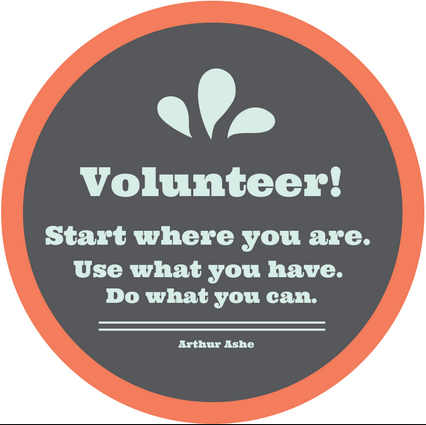 Volunteer!
Start where you are.
Use what you have.
Do what you can.
Arthur Ashe